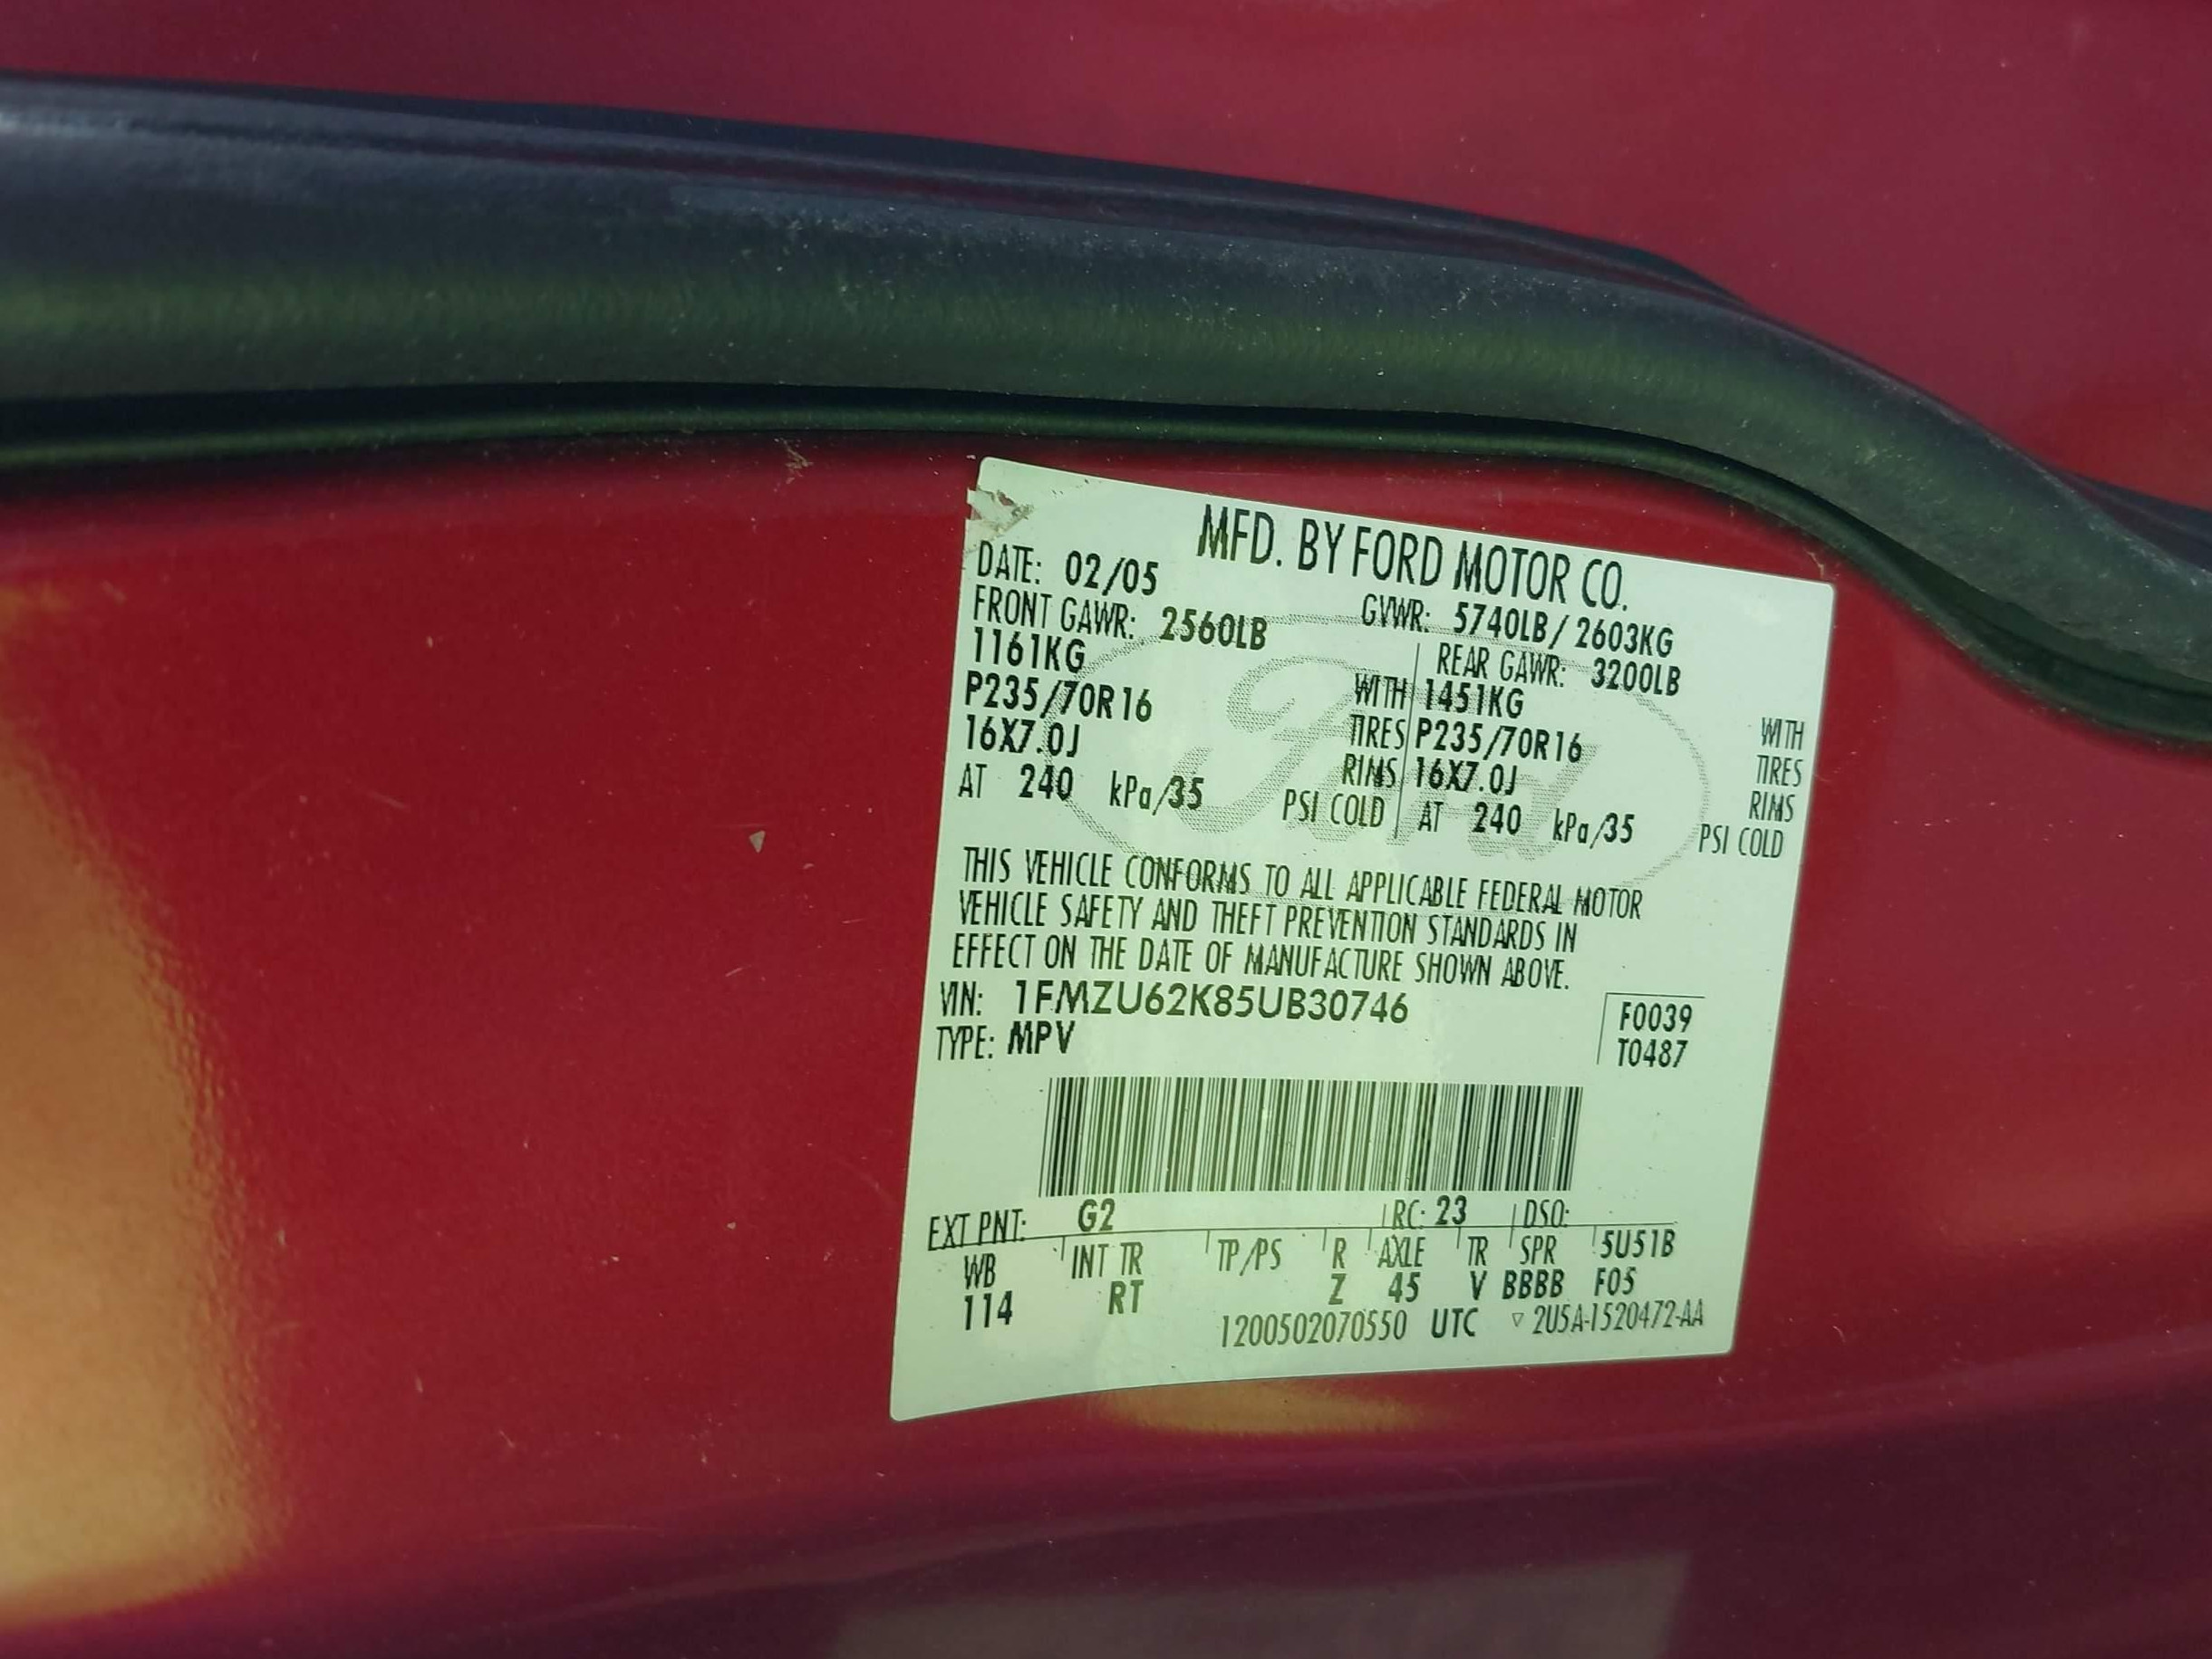 MFD. BY FORD MOTOR CO.
DATE: 02/05 GVWR: 5740LB/2603KG
FRONT GAWR: 2560LB REAR GAWR: 3200LB
1161KG WITH 1451KG WITH
P235/70R16 TIRES P235/70R16 TIRES
16X7.0J RIMS 16X7.0J RIMS
AT 240 kPa/35 PSI COLD AT 240 kPa/35 PSI COLD
THIS VEHICLE CONFORMS TO ALL APPLICABLE FEDERAL MOTOR
VEHICLE SAFETY AND THEFT PREVENTION STANDARDS IN
EFFECT ON THE DATE OF MANUFACTURE SHOWN ABOVE.
VIN: 1FMZU62K85UB30746 F0039
TYPE: MPV T0487
EXT PNT: G2 RC: 23 DSO:
WB INT TR TP/PS R AXLE TR SPR 5U51B
114 RT Z 45 V BBBB F05
1200502070550 UTC ▽ 2U5A-1520472-AA
Ford